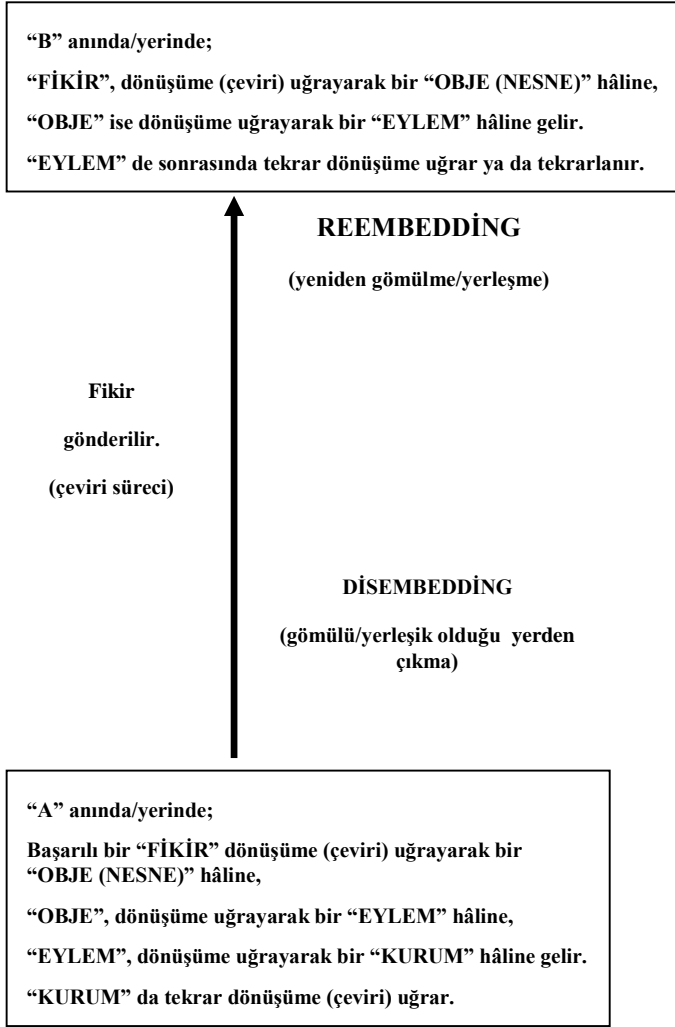 “B” anında/yerinde;
“FİKİR”, dönüşüme (çeviri) uğrayarak bir “OBJE (NESNE)” hâline,
“OBJE” ise dönüşüme uğrayarak bir “EYLEM” hâline gelir.
“EYLEM” de sonrasında tekrar dönüşüme uğrar ya da tekrarlanır.
REEMBEDDİNG
(yeniden gömülme/yerleşme)
Fikir
gönderilir.
(çeviri süreci)
DİSEMBEDDİNG
(gömülü/yerleşik olduğu yerden
çıkma)
“A” anında/yerinde;
Başarılı bir “FİKİR” dönüşüme (çeviri) uğrayarak bir
“OBJE (NESNE)” hâline,
“OBJE”, dönüşüme uğrayarak bir “EYLEM” hâline,
“EYLEM”, dönüşüme uğrayarak bir “KURUM” hâline gelir.
“KURUM” da tekrar dönüşüme (çeviri) uğrar.